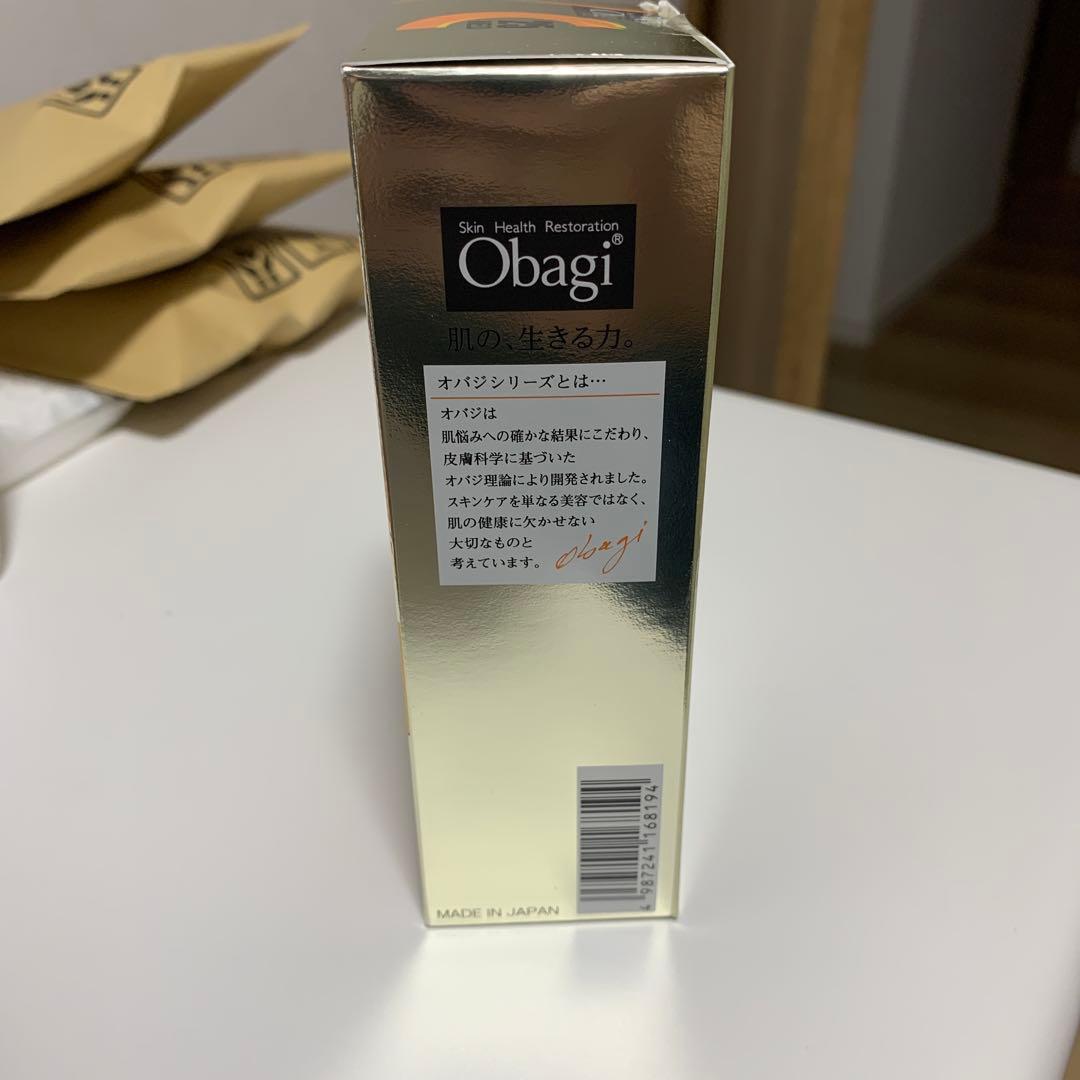 Skin Health Restoration
Obagi®
肌の、生きる力。
オバジシリーズとは…
オバジは
肌悩みへの確かな結果にこだわり、
皮膚科学に基づいた
オバジ理論により開発されました。
スキンケアを単なる美容ではなく、
肌の健康に欠かせない
大切なものと
考えています。
Obagi
4 987241 168194
MADE IN JAPAN